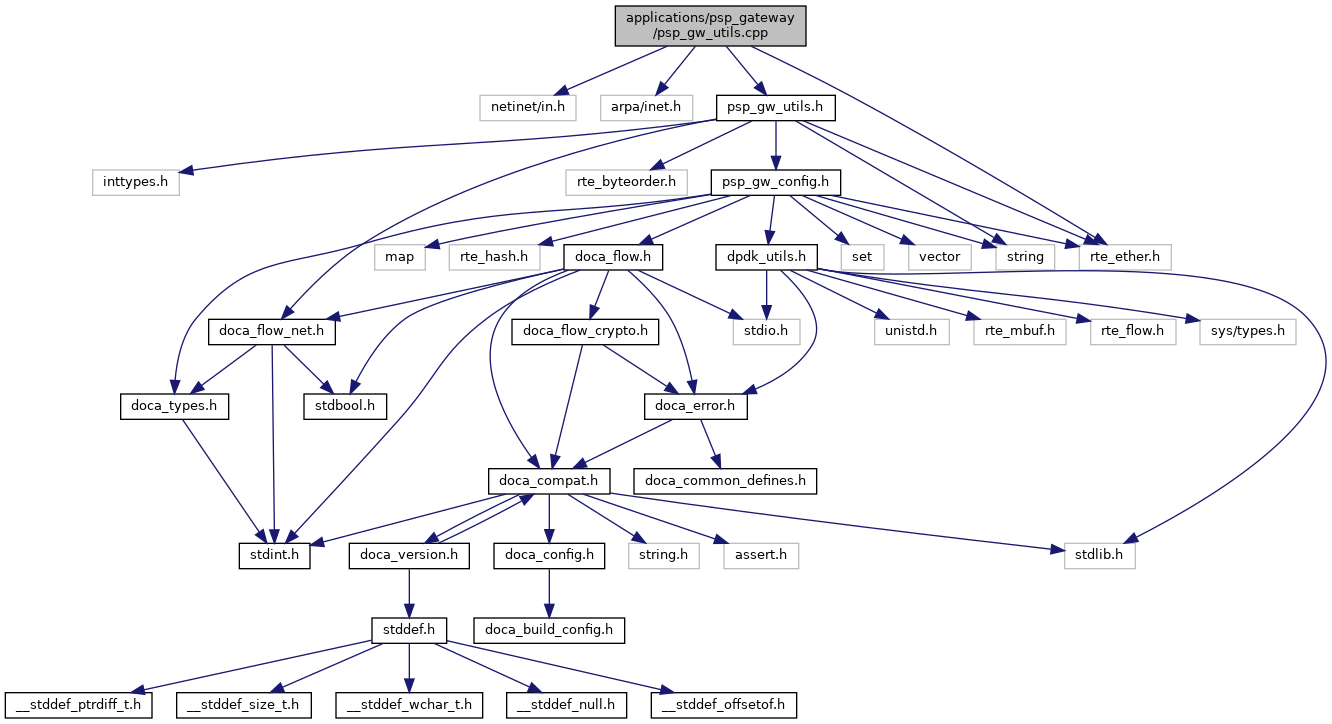 applications/psp_gateway
/psp_gw_utils.cpp
netinet/in.h
arpa/inet.h
psp_gw_utils.h
inttypes.h
rte_byteorder.h
psp_gw_config.h
map
rte_hash.h
doca_flow.h
dpdk_utils.h
set
vector
string
rte_ether.h
doca_flow_net.h
doca_flow_crypto.h
stdio.h
unistd.h
rte_mbuf.h
rte_flow.h
sys/types.h
doca_types.h
stdbool.h
doca_error.h
doca_compat.h
doca_common_defines.h
stdint.h
doca_version.h
doca_config.h
string.h
assert.h
stdlib.h
stddef.h
doca_build_config.h
__stddef_ptrdiff_t.h
__stddef_size_t.h
__stddef_wchar_t.h
__stddef_null.h
__stddef_offsetof.h